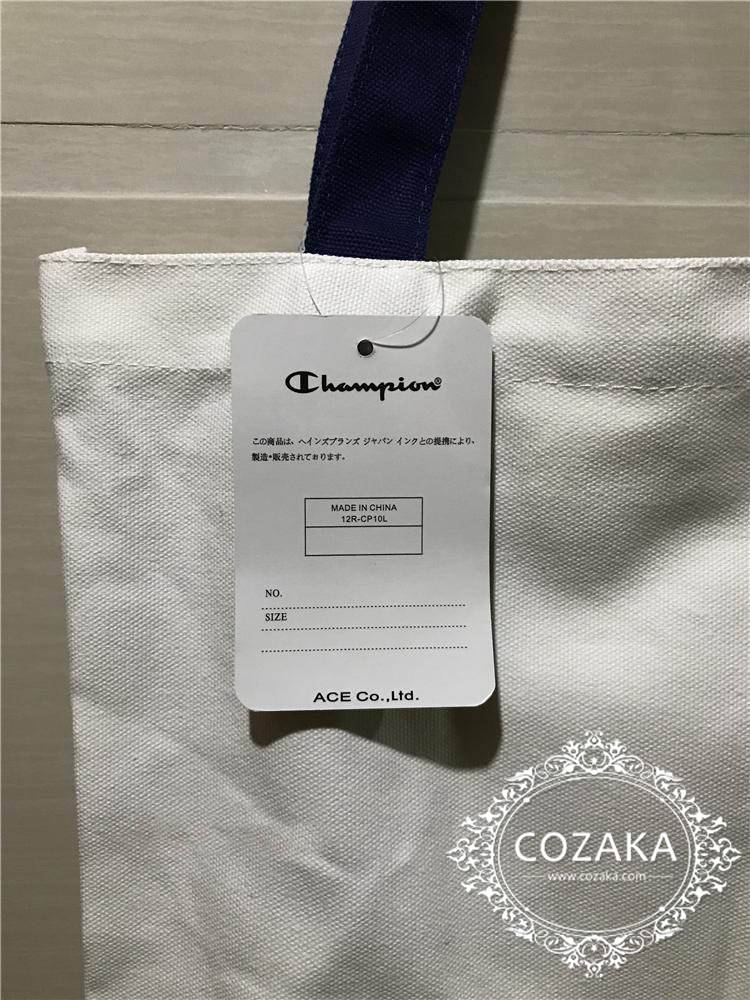 Champion®
この商品は、ヘインズブランズ ジャパン インクとの提携により、
製造・販売されております。
MADE IN CHINA
12R-CP10L
NO.
SIZE
ACE Co.,Ltd.
COZAKA
www.cozaka.com